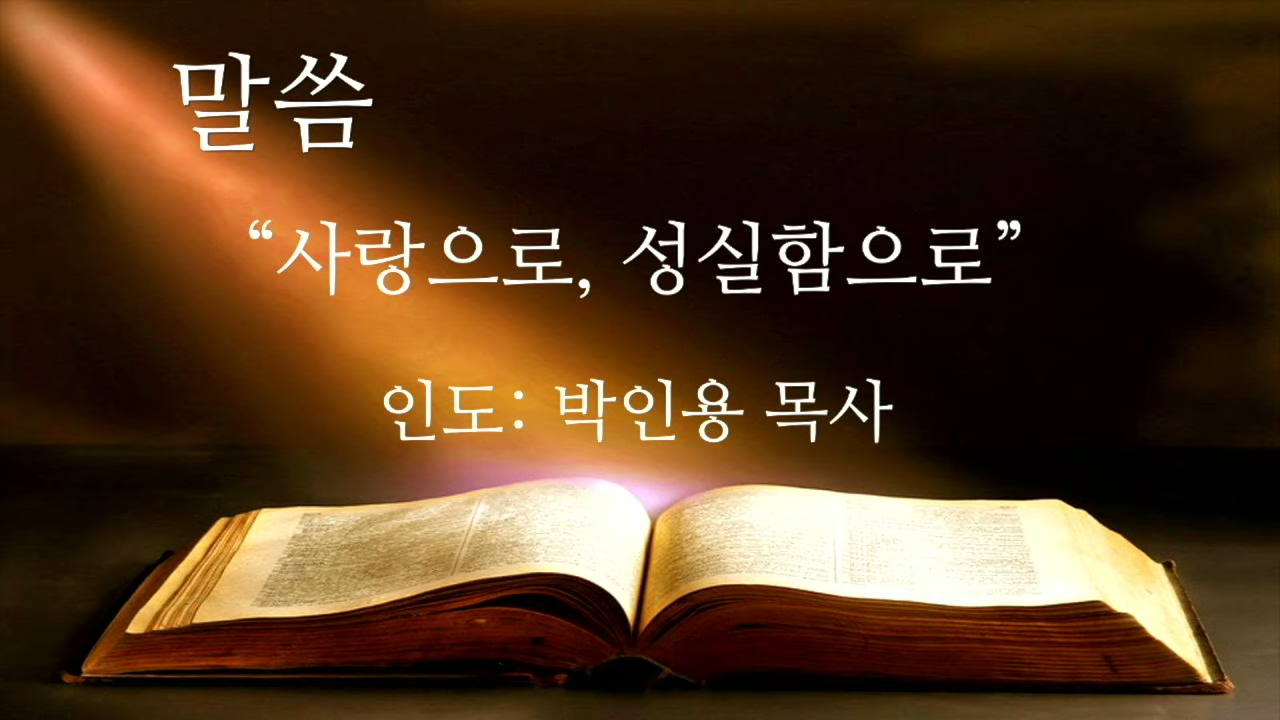 말씀
“사랑으로, 성실함으로”
인도: 박인용 목사